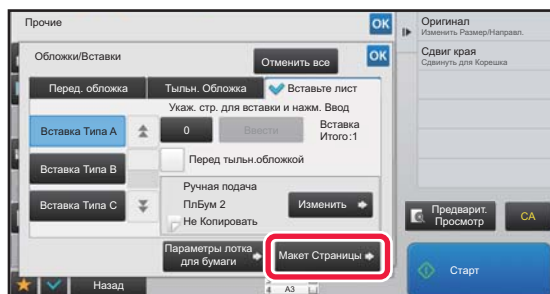 Прочие
OK
Обложки/Вставки
Отменить все
OK
Перед. обложка
Тыльн. Обложка
Вставьте лист
Укаж. стр. для вставки и нажм. Ввод
Вставка Типа A
0
Ввести
Вставка
Итого:1
Вставка Типа B
Перед тыльн.обложкой
Вставка Типа C
Ручная подача
ПлБум 2
Не Копировать
Изменить
Параметры лотка
для бумаги
Макет Страницы
Назад
4 A3
Оригинал
Изменить Размер/Направл.
Сдвиг края
Сдвинуть для Корешка
Предварит.
Просмотр
CA
Старт